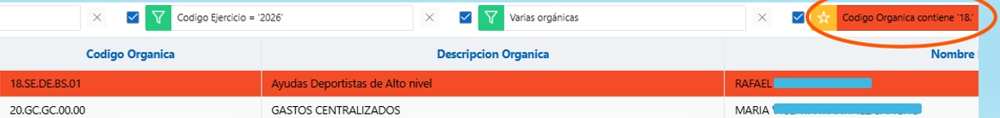 Codigo Ejercicio = '2026' Varias orgánicas Codigo Organica contiene '18.'
Codigo Organica Descripcion Organica Nombre
18.SE.DE.BS.01 Ayudas Deportistas de Alto nivel RAFAEL
20.GC.GC.00.00 GASTOS CENTRALIZADOS MARIA